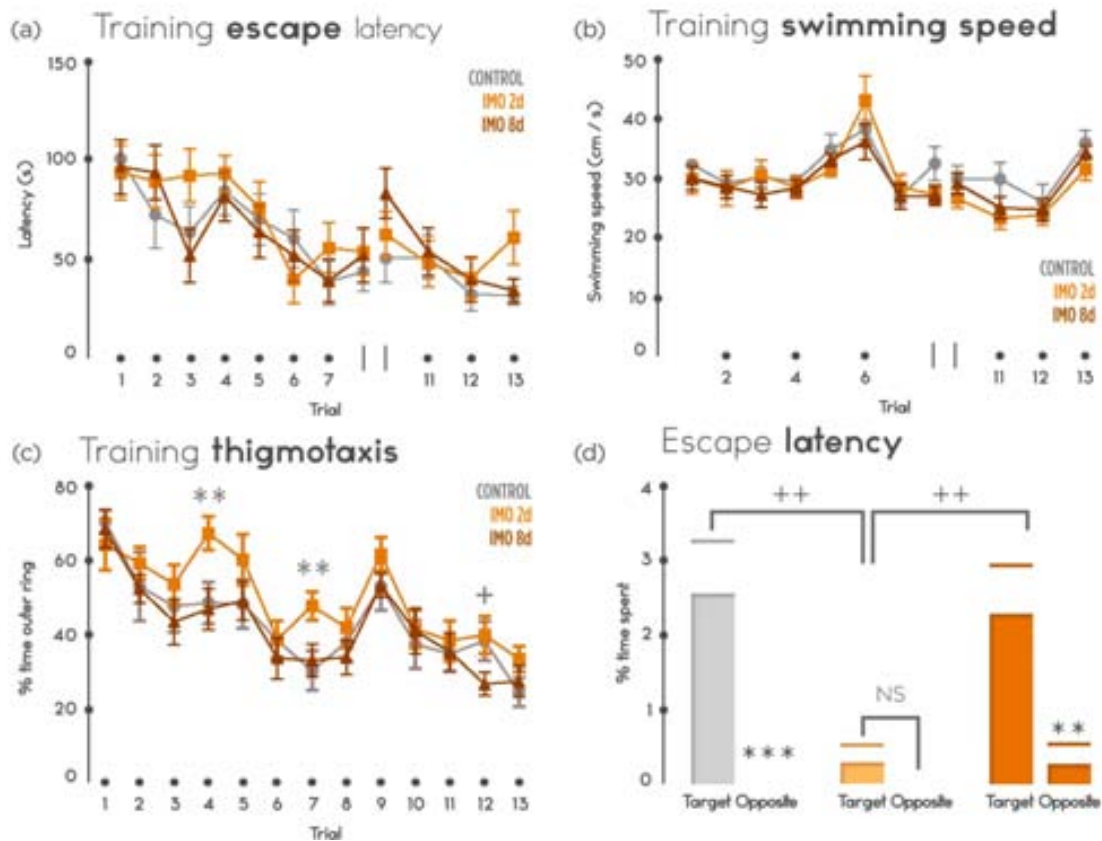 (a) Training escape latency
150
100
50
0
Latency (s)
CONTROL
IMO 2d
IMO 8d
1 2 3 4 5 6 7 11 12 13
Trial
(b) Training swimming speed
50
40
30
20
10
0
Swimming speed (cm / s)
CONTROL
IMO 2d
IMO 8d
2 4 6 11 12 13
Trial
(c) Training thigmotaxis
80
60
40
20
0
% time outer ring
CONTROL
IMO 2d
IMO 8d
** ** +
1 2 3 4 5 6 7 8 9 10 11 12 13
Trial
(d) Escape latency
4
3
2
1
0
% time spent
++ ++
NS
*** **
Target Opposite Target Opposite Target Opposite